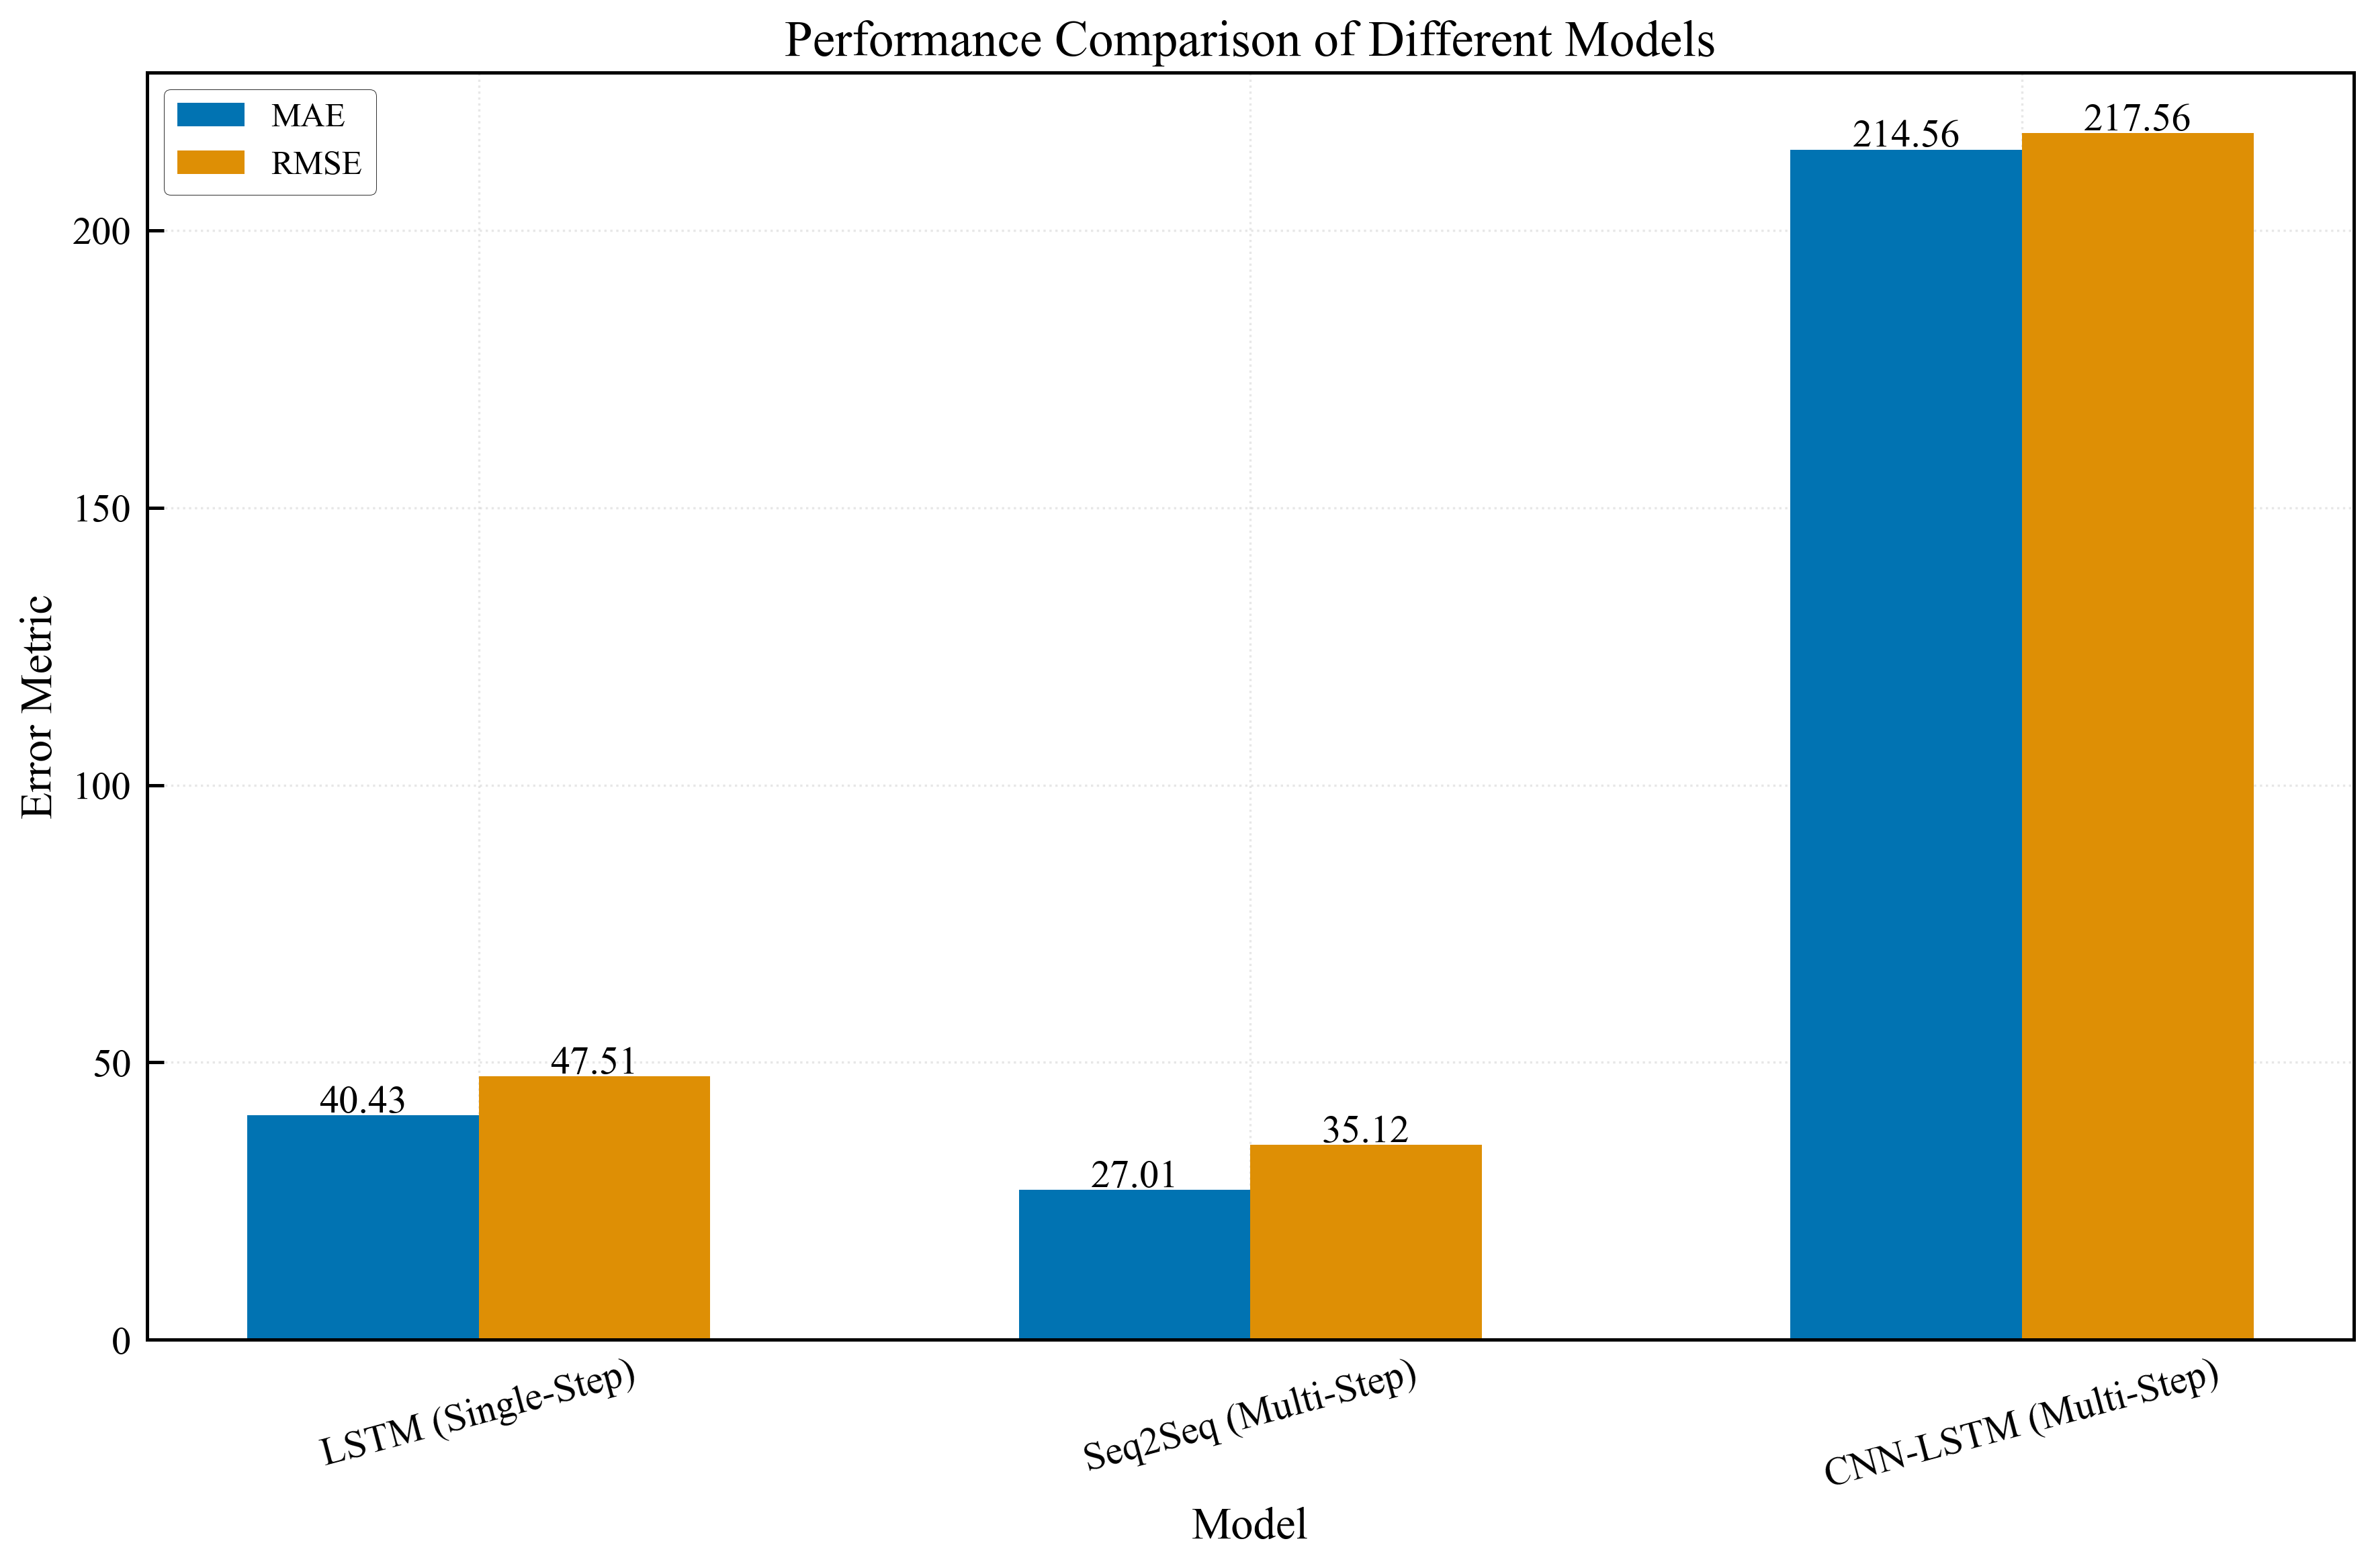 Performance Comparison of Different Models
MAE
RMSE
214.56
217.56
200
150
100
50
0
Error Metric
40.43
47.51
27.01
35.12
LSTM (Single-Step)
Seq2Seq (Multi-Step)
CNN-LSTM (Multi-Step)
Model